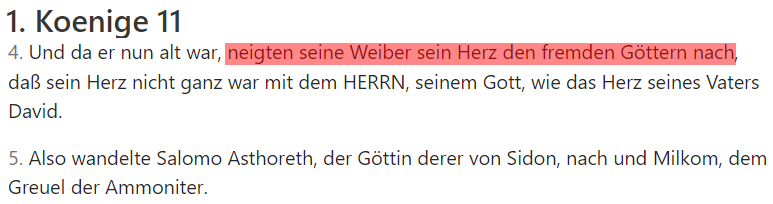 1. Koenige 11
4. Und da er nun alt war, neigten seine Weiber sein Herz den fremden Göttern nach,
daß sein Herz nicht ganz war mit dem HERRN, seinem Gott, wie das Herz seines Vaters
David.
5. Also wandelte Salomo Asthoreth, der Göttin derer von Sidon, nach und Milkom, dem
Greuel der Ammoniter.